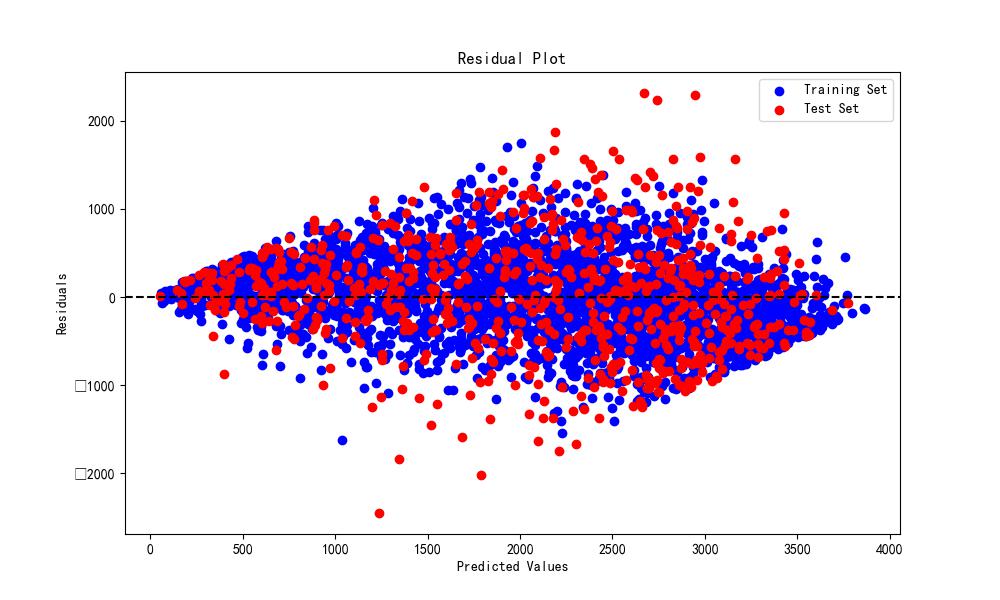 Residual Plot
Training Set
Test Set
2000
1000
0
□1000
□2000
Residuals
0
500
1000
1500
2000
2500
3000
3500
4000
Predicted Values